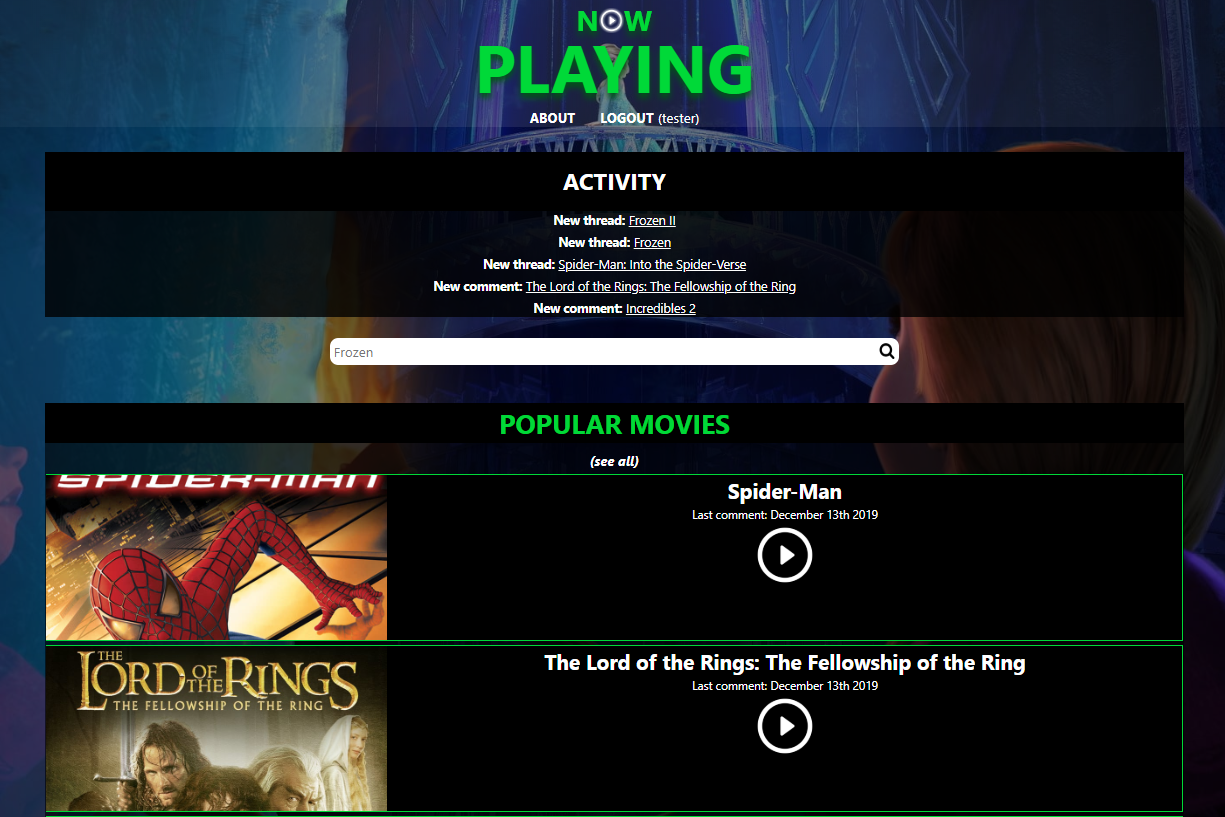 NOW
PLAYING
ABOUT LOGOUT (tester)
ACTIVITY
New thread: Frozen II
New thread: Frozen
New thread: Spider-Man: Into the Spider-Verse
New comment: The Lord of the Rings: The Fellowship of the Ring
New comment: Incredibles 2
Frozen
POPULAR MOVIES
(see all)
SPIDER-MAN
Spider-Man
Last comment: December 13th 2019
THE
LORD OF THE RINGS
THE FELLOWSHIP OF THE RING
The Lord of the Rings: The Fellowship of the Ring
Last comment: December 13th 2019